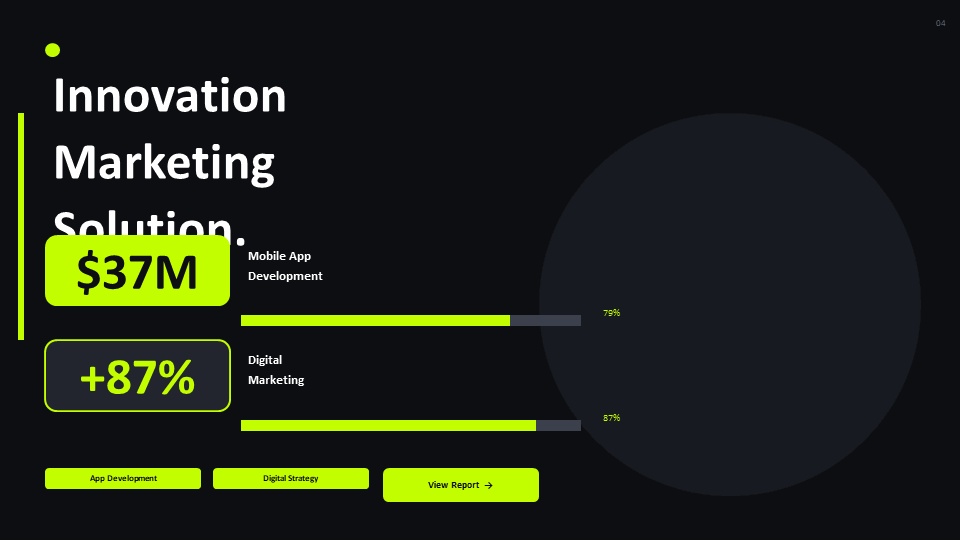 04
Innovation
Marketing
Solution.
$37M
Mobile App
Development
79%
+87%
Digital
Marketing
87%
App Development
Digital Strategy
View Report →